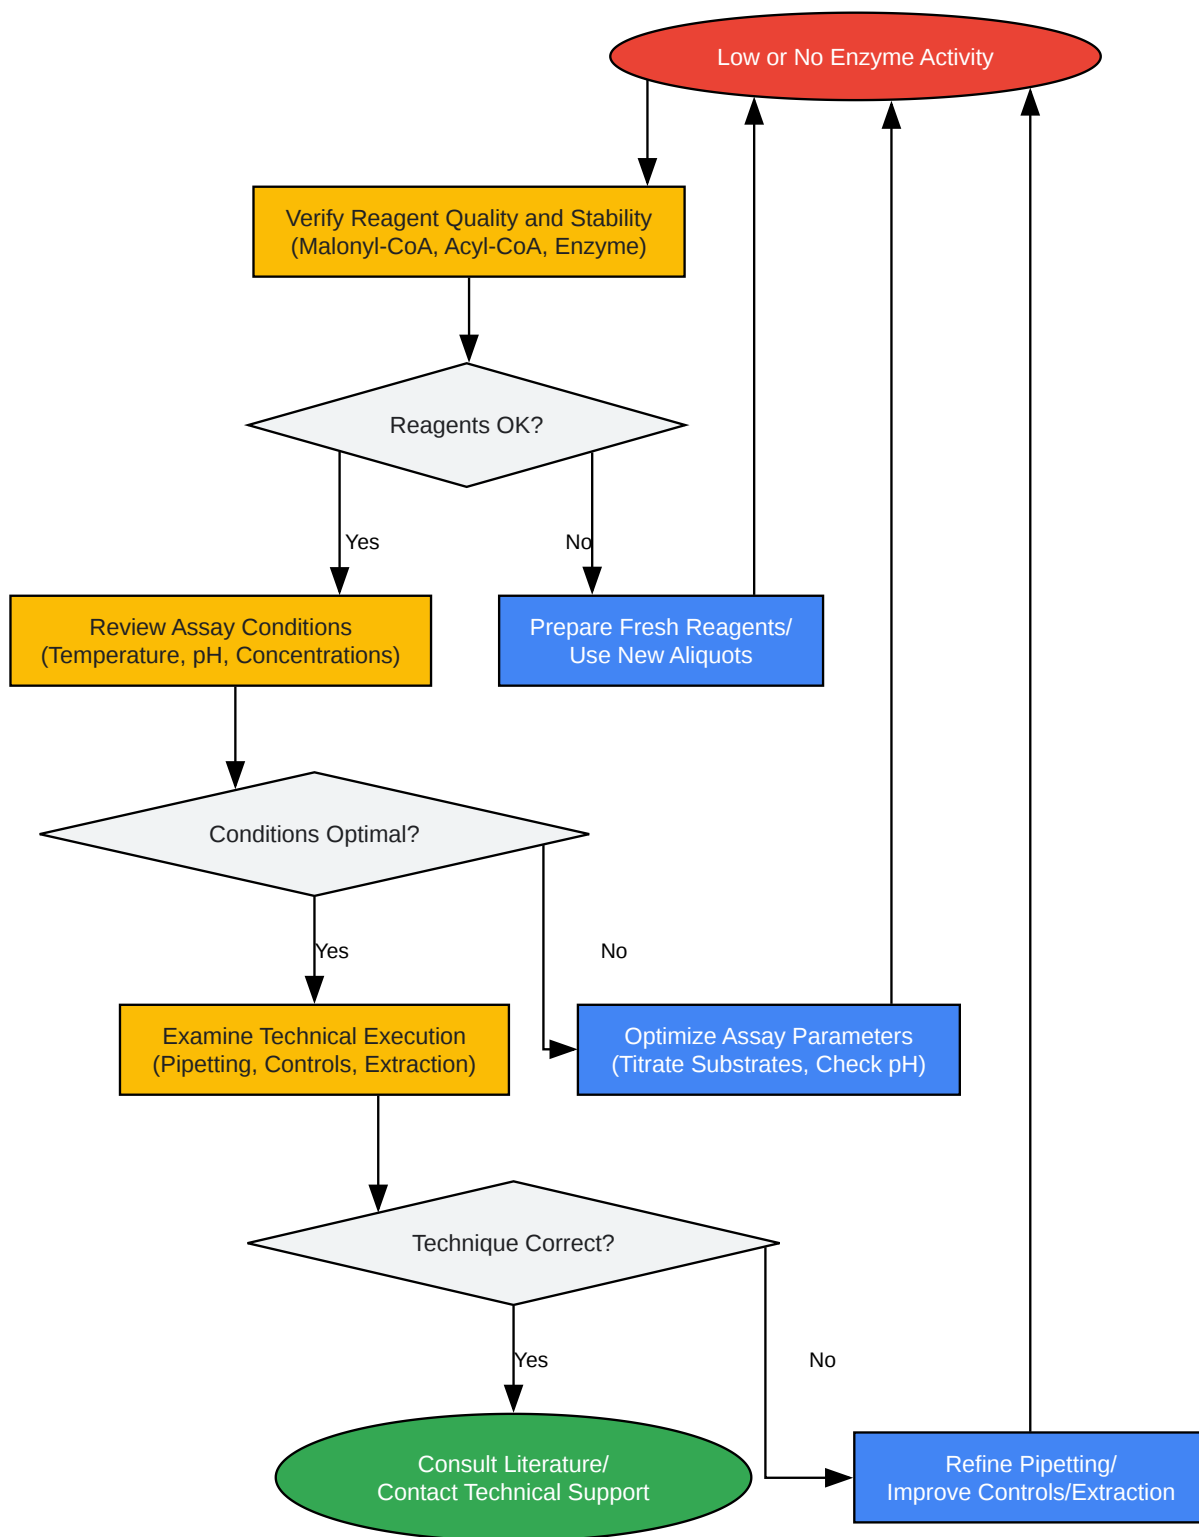 Low or No Enzyme Activity
Verify Reagent Quality and Stability
(Malonyl-CoA, Acyl-CoA, Enzyme)
Reagents OK?
Yes
No
Review Assay Conditions
(Temperature, pH, Concentrations)
Prepare Fresh Reagents/
Use New Aliquots
Conditions Optimal?
Yes
No
Examine Technical Execution
(Pipetting, Controls, Extraction)
Optimize Assay Parameters
(Titrate Substrates, Check pH)
Technique Correct?
Yes
No
Consult Literature/
Contact Technical Support
Refine Pipetting/
Improve Controls/Extraction